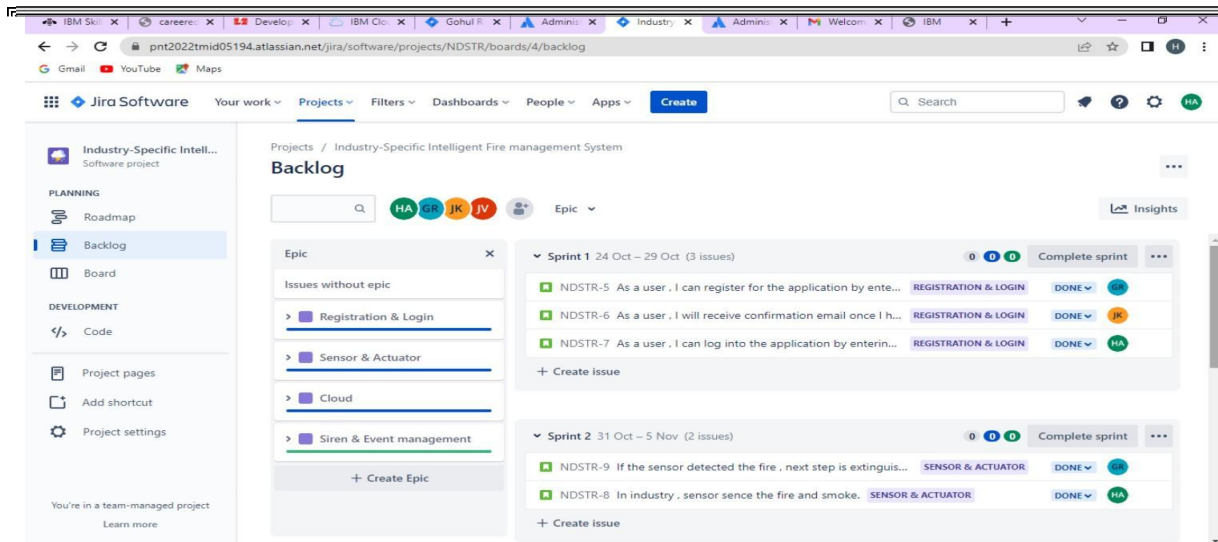 IBM Skil
careerec
Develop
IBM Clo
Gohul R
Adminis
Industry
Adminis
Welcom
IBM
pnt2022tmid05194.atlassian.net/jira/software/projects/NDSTR/boards/4/backlog
H
Gmail YouTube Maps
Jira Software Your work Projects Filters Dashboards People Apps Create Search HA
Industry-Specific Intell...
Software project
PLANNING
Roadmap
Backlog
Board
DEVELOPMENT
Code
Project pages
Add shortcut
Project settings
You're in a team-managed project
Learn more
Projects / Industry-Specific Intelligent Fire management System
Backlog
HA GR JK JV Epic Insights
Epic
Issues without epic
Registration & Login
Sensor & Actuator
Cloud
Siren & Event management
+ Create Epic
Sprint 1 24 Oct – 29 Oct (3 issues) 0 0 0 Complete sprint
NDSTR-5 As a user , I can register for the application by ente... REGISTRATION & LOGIN DONE GR
NDSTR-6 As a user , I will receive confirmation email once I h... REGISTRATION & LOGIN DONE JK
NDSTR-7 As a user , I can log into the application by enterin... REGISTRATION & LOGIN DONE HA
+ Create issue
Sprint 2 31 Oct – 5 Nov (2 issues) 0 0 0 Complete sprint
NDSTR-9 If the sensor detected the fire , next step is extinguis... SENSOR & ACTUATOR DONE GR
NDSTR-8 In industry , sensor sence the fire and smoke. SENSOR & ACTUATOR DONE HA
+ Create issue